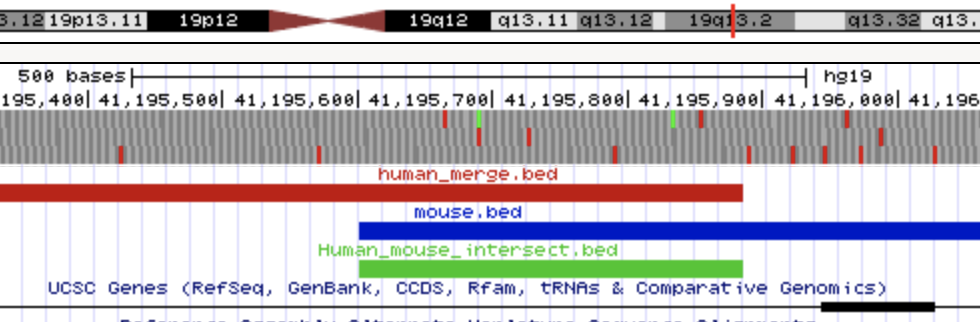 3.12 19p13.11 19p12 19q12 q13.11 q13.12 19q13.2 q13.32 q13.
500 bases hg19
195,400| 41,195,500| 41,195,600| 41,195,700| 41,195,800| 41,195,900| 41,196,000| 41,196
human_merge.bed
mouse.bed
Human_mouse_intersect.bed
UCSC Genes (RefSeq, GenBank, CCDS, Rfam, tRNAs & Comparative Genomics)